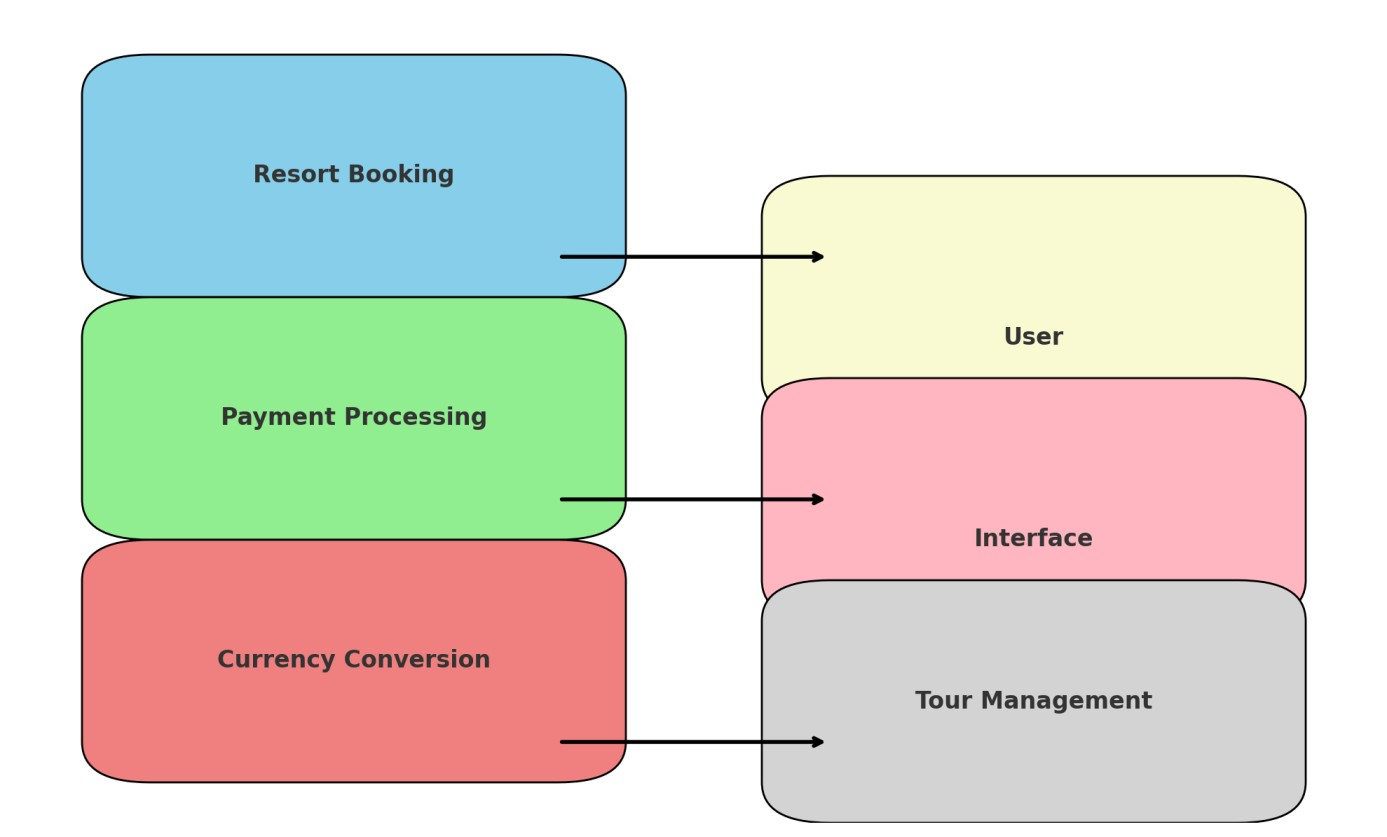 Resort Booking
Payment Processing
Currency Conversion
User
Interface
Tour Management